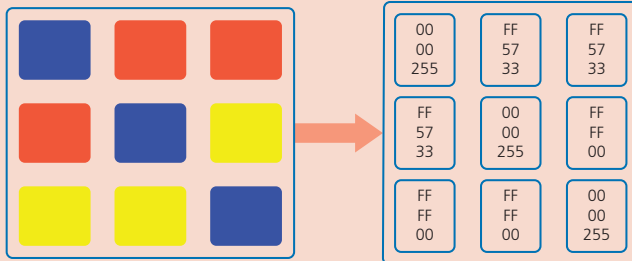 00 FF FF
00 57 57
255 33 33
FF 00 FF
57 00 FF
33 255 00
FF FF 00
FF FF 00
00 00 255